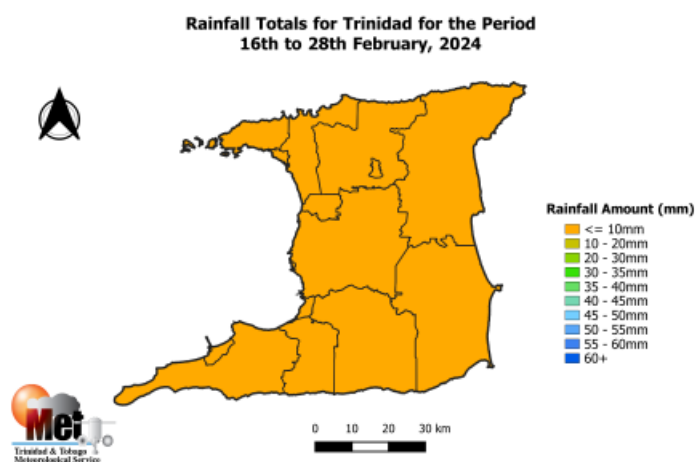 Rainfall Totals for Trinidad for the Period
16th to 28th February, 2024
Rainfall Amount (mm)
<= 10mm
10 - 20mm
20 - 30mm
30 - 35mm
35 - 40mm
40 - 45mm
45 - 50mm
50 - 55mm
55 - 60mm
60+
Met
Trinidad & Tobago
Meteorological Service
0 10 20 30 km